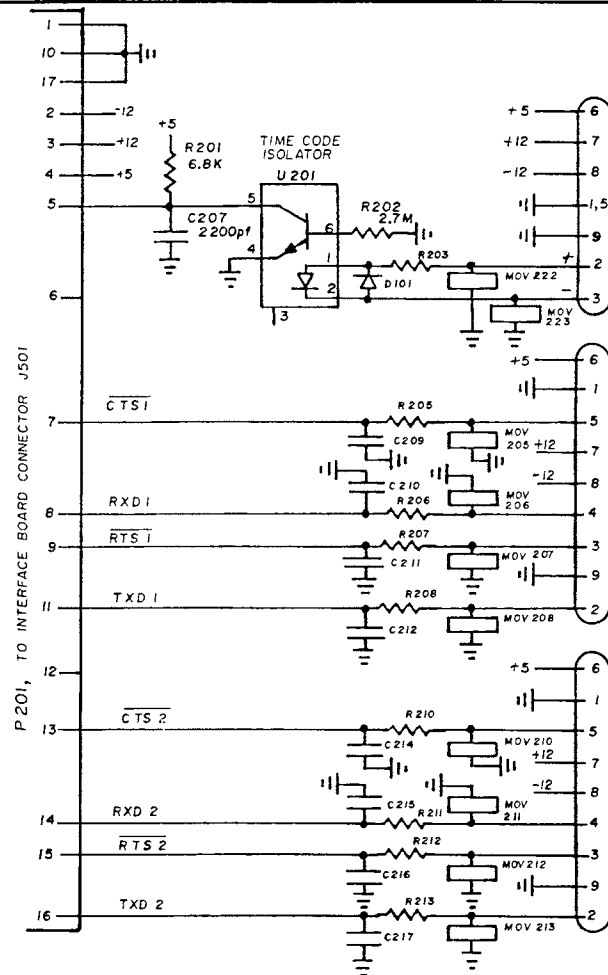 1
10
17
2 -12
3 +12
4 +5
5
6
7
8
9
11
12
13
14
15
16
P201, TO INTERFACE BOARD CONNECTOR J501
+5
R201
6.8K
C207
2200pf
TIME CODE
ISOLATOR
U201
5
4
6
1
2
3
R202
2.7M
R203
D101
MOV 222
MOV
223
+
-
+5 6
+12 7
-12 8
1,5
9
2
3
CTS1
R205
C209
MOV
205
C210
RXD1
R206
MOV
206
RTS1
R207
C211
MOV 207
TXD1
R208
C212
MOV 208
+5 6
1
5
+12 7
-12 8
4
3
9
2
CTS2
R210
C214
MOV 210
C215
RXD 2
R211
MOV
211
RTS2
R212
C216
MOV212
TXD 2
R213
C217
MOV 213
+5 6
1
5
+12 7
-12 8
4
3
9
2